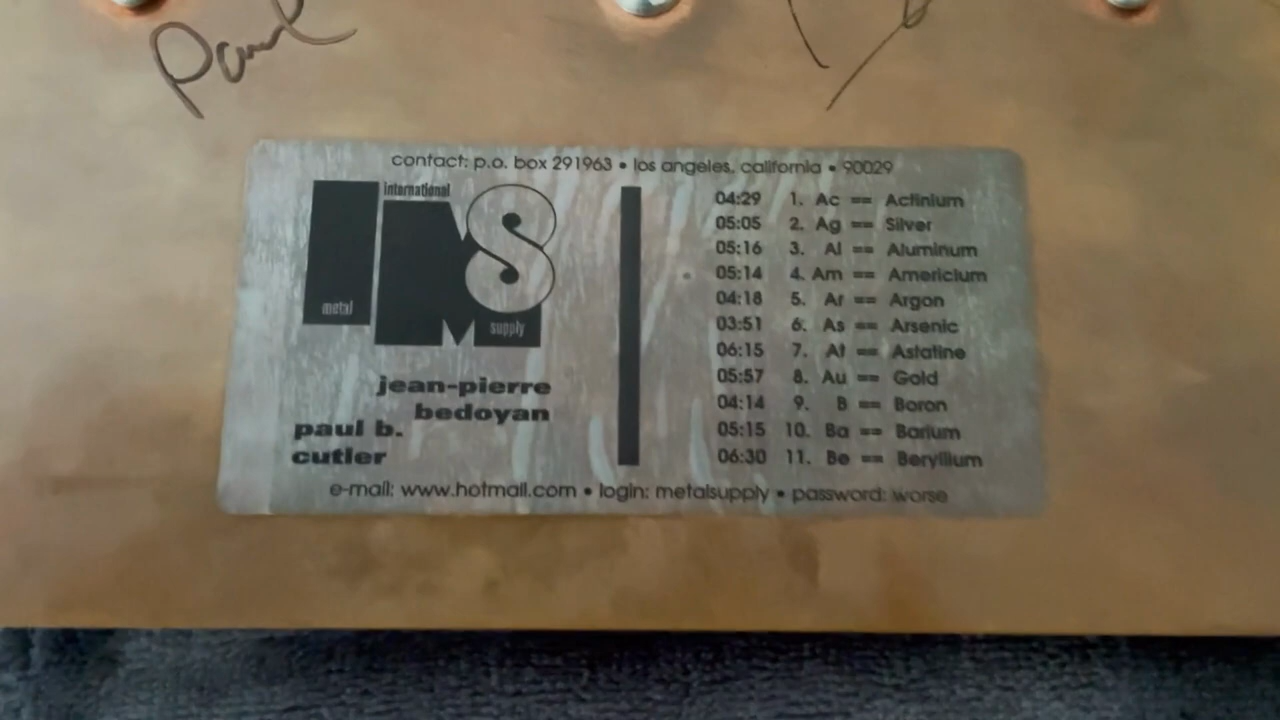 Paul
contact: p.o. box 291963 • los angeles, california • 90029
international
IMS
metal
supply
jean-pierre
bedoyan
paul b.
cutler
04:29 1. Ac == Actinium
05:05 2. Ag == Silver
05:16 3. Al == Aluminum
05:14 4. Am == Americium
04:18 5. Ar == Argon
03:51 6. As == Arsenic
06:15 7. At == Astatine
05:57 8. Au == Gold
04:14 9. B == Boron
05:15 10. Ba == Barium
06:30 11. Be == Beryllium
e-mail: www.hotmail.com • login: metalsupply • password: worse